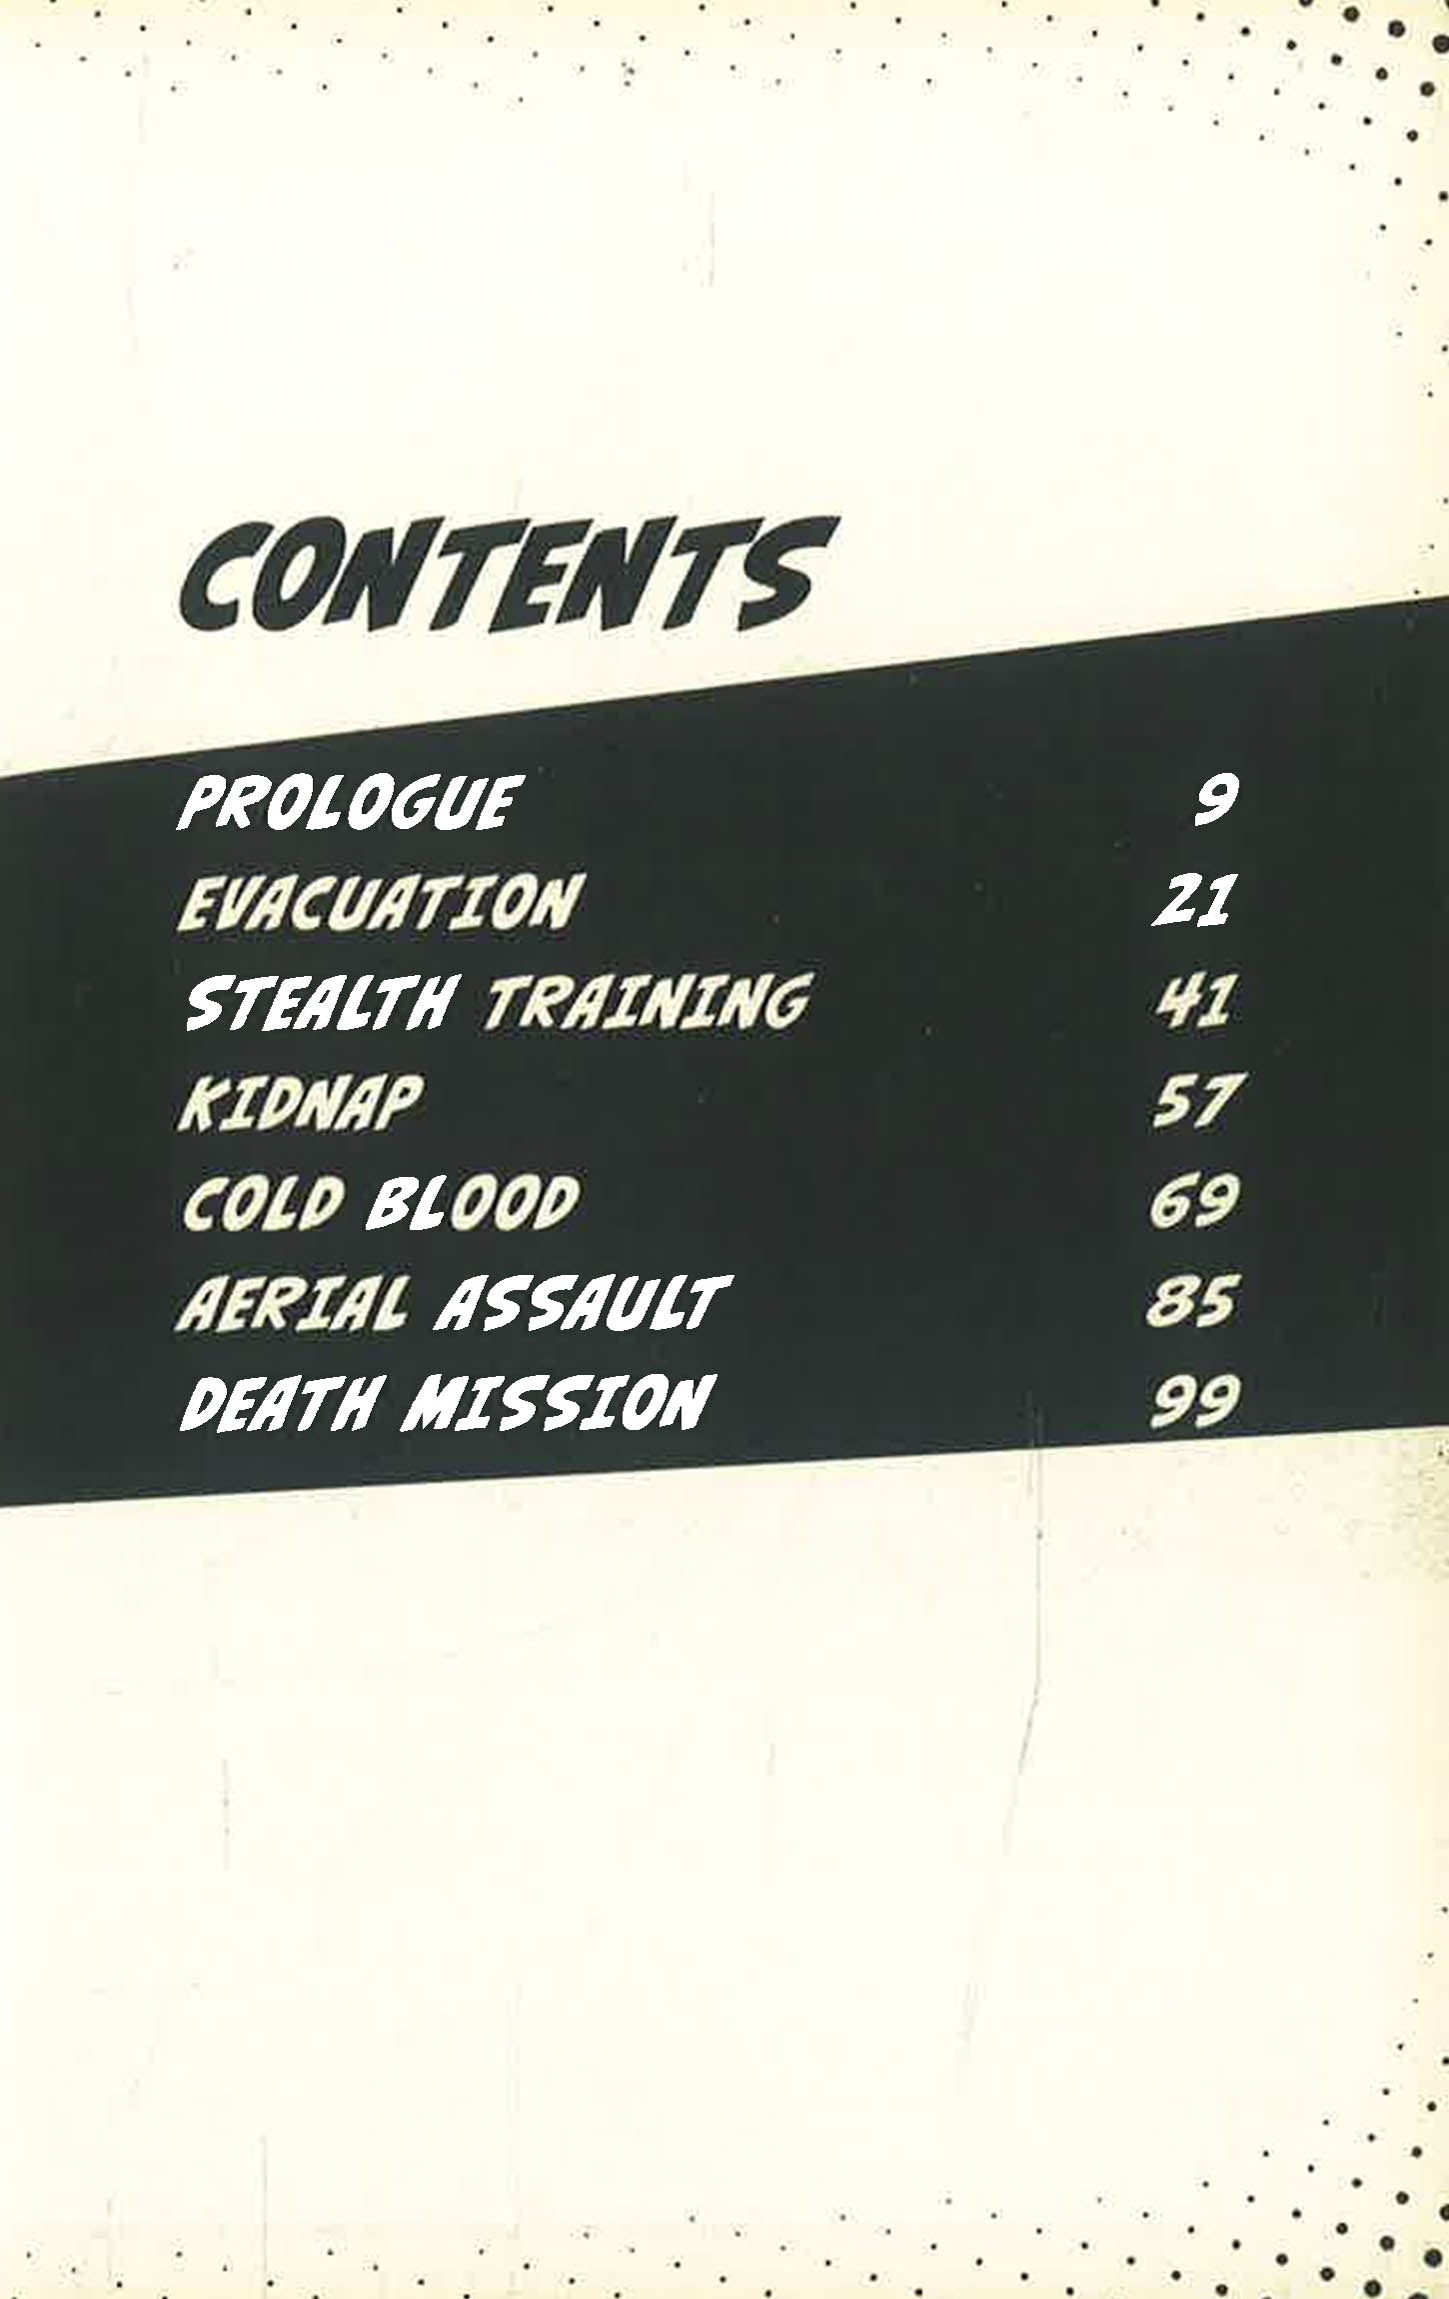 CONTENTS
PROLOGUE 9
EVACUATION 21
STEALTH TRAINING 41
KIDNAP 57
COLD BLOOD 69
AERIAL ASSAULT 85
DEATH MISSION 99